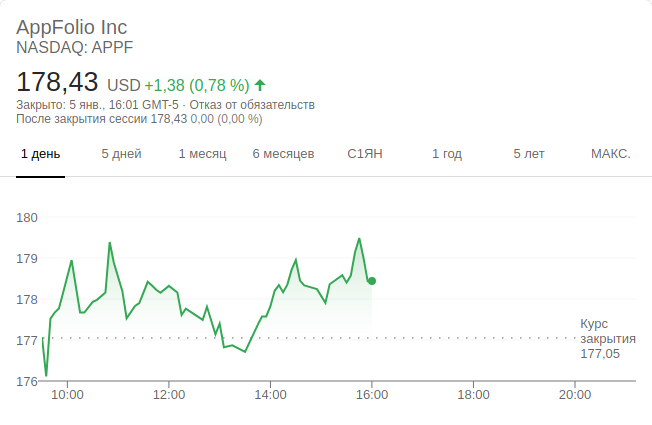 AppFolio Inc
NASDAQ: APPF
178,43 USD +1,38 (0,78 %)
Закрыто: 5 янв., 16:01 GMT-5 · Отказ от обязательств
После закрытия сессии 178,43 0,00 (0,00 %)
1 день 5 дней 1 месяц 6 месяцев С1ЯН 1 год 5 лет МАКС.
180
179
178
177
176
Курс
закрытия
177,05
10:00 12:00 14:00 16:00 18:00 20:00